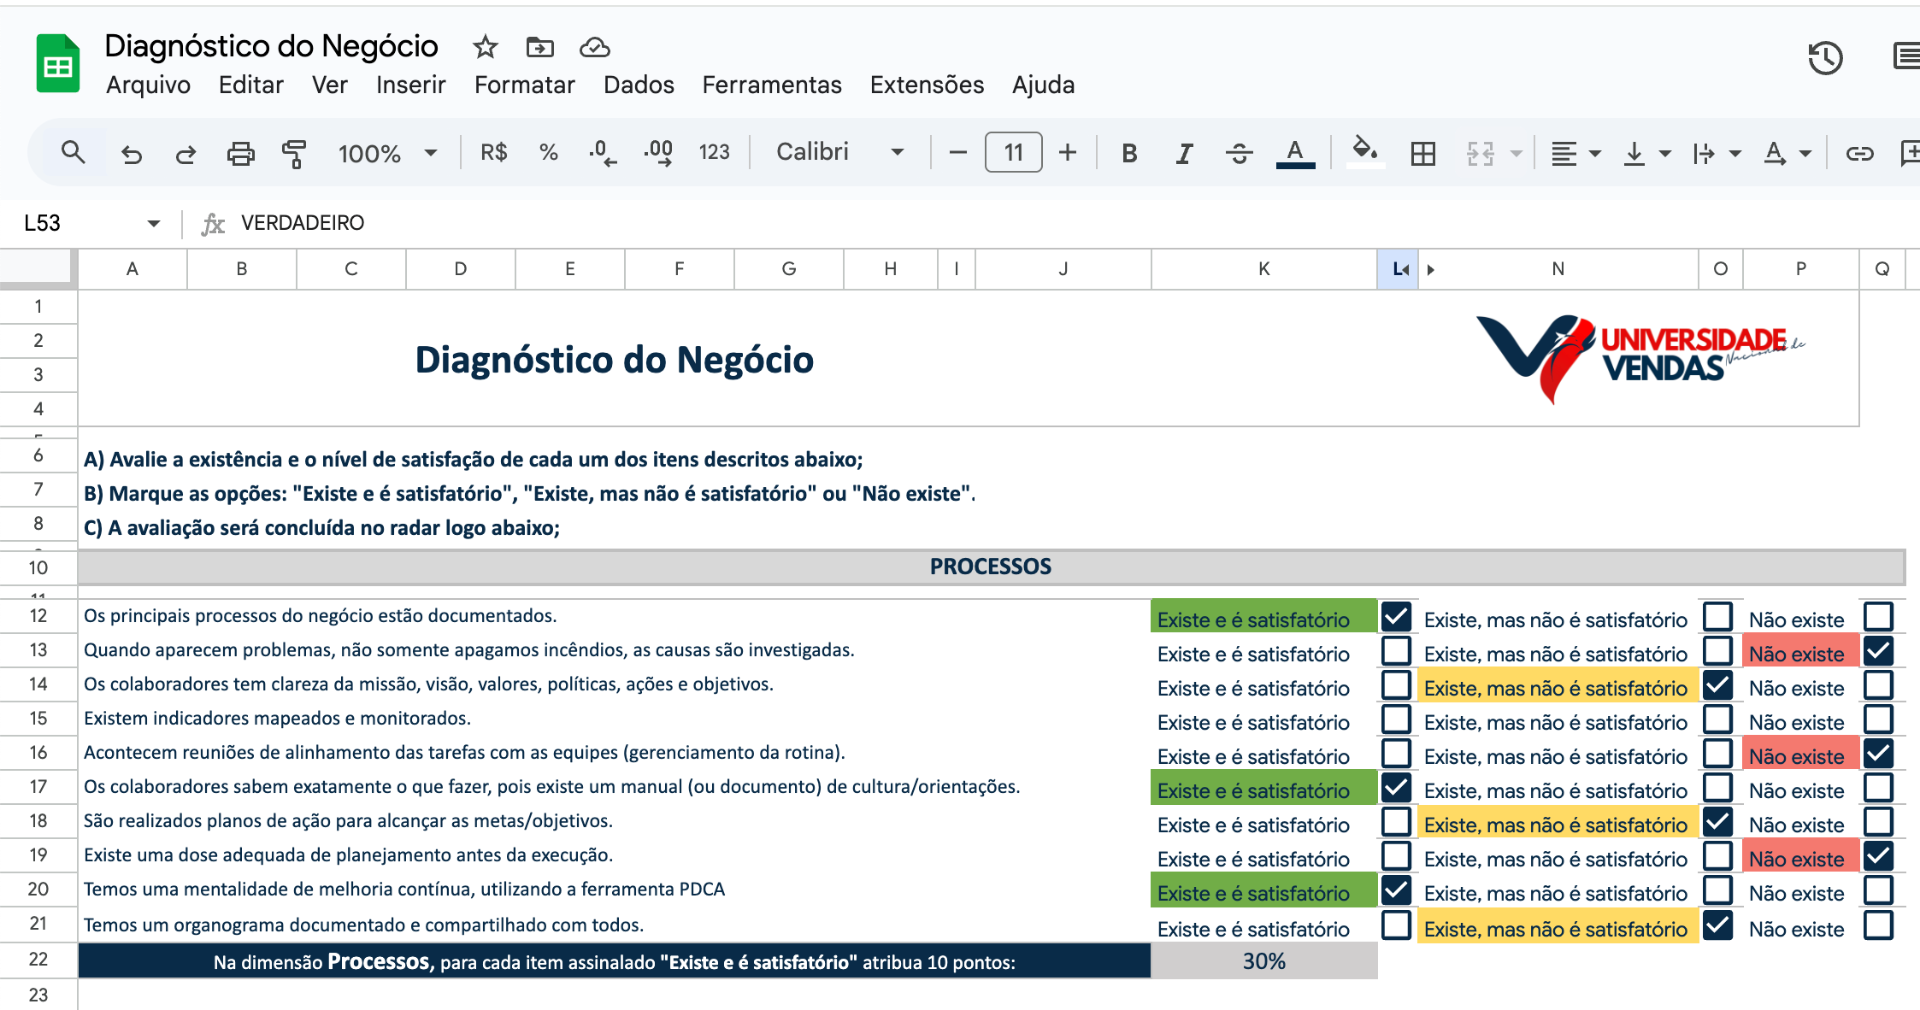 Diagnóstico do Negócio
Arquivo Editar Ver Inserir Formatar Dados Ferramentas Extensões Ajuda
100% R$ % .0 .00 123 Calibri 11 B I S A A
L53 fx VERDADEIRO
A B C D E F G H I J K L N O P Q
1
2
3
4
Diagnóstico do Negócio
UNIVERSIDADE
Nacional de
VENDAS
6 A) Avalie a existência e o nível de satisfação de cada um dos itens descritos abaixo;
7 B) Marque as opções: "Existe e é satisfatório", "Existe, mas não é satisfatório" ou "Não existe".
8 C) A avaliação será concluída no radar logo abaixo;
10 PROCESSOS
12 Os principais processos do negócio estão documentados. Existe e é satisfatório Existe, mas não é satisfatório Não existe
13 Quando aparecem problemas, não somente apagamos incêndios, as causas são investigadas. Existe e é satisfatório Existe, mas não é satisfatório Não existe
14 Os colaboradores tem clareza da missão, visão, valores, políticas, ações e objetivos. Existe e é satisfatório Existe, mas não é satisfatório Não existe
15 Existem indicadores mapeados e monitorados. Existe e é satisfatório Existe, mas não é satisfatório Não existe
16 Acontecem reuniões de alinhamento das tarefas com as equipes (gerenciamento da rotina). Existe e é satisfatório Existe, mas não é satisfatório Não existe
17 Os colaboradores sabem exatamente o que fazer, pois existe um manual (ou documento) de cultura/orientações. Existe e é satisfatório Existe, mas não é satisfatório Não existe
18 São realizados planos de ação para alcançar as metas/objetivos. Existe e é satisfatório Existe, mas não é satisfatório Não existe
19 Existe uma dose adequada de planejamento antes da execução. Existe e é satisfatório Existe, mas não é satisfatório Não existe
20 Temos uma mentalidade de melhoria contínua, utilizando a ferramenta PDCA Existe e é satisfatório Existe, mas não é satisfatório Não existe
21 Temos um organograma documentado e compartilhado com todos. Existe e é satisfatório Existe, mas não é satisfatório Não existe
22 Na dimensão Processos, para cada item assinalado "Existe e é satisfatório" atribua 10 pontos: 30%
23